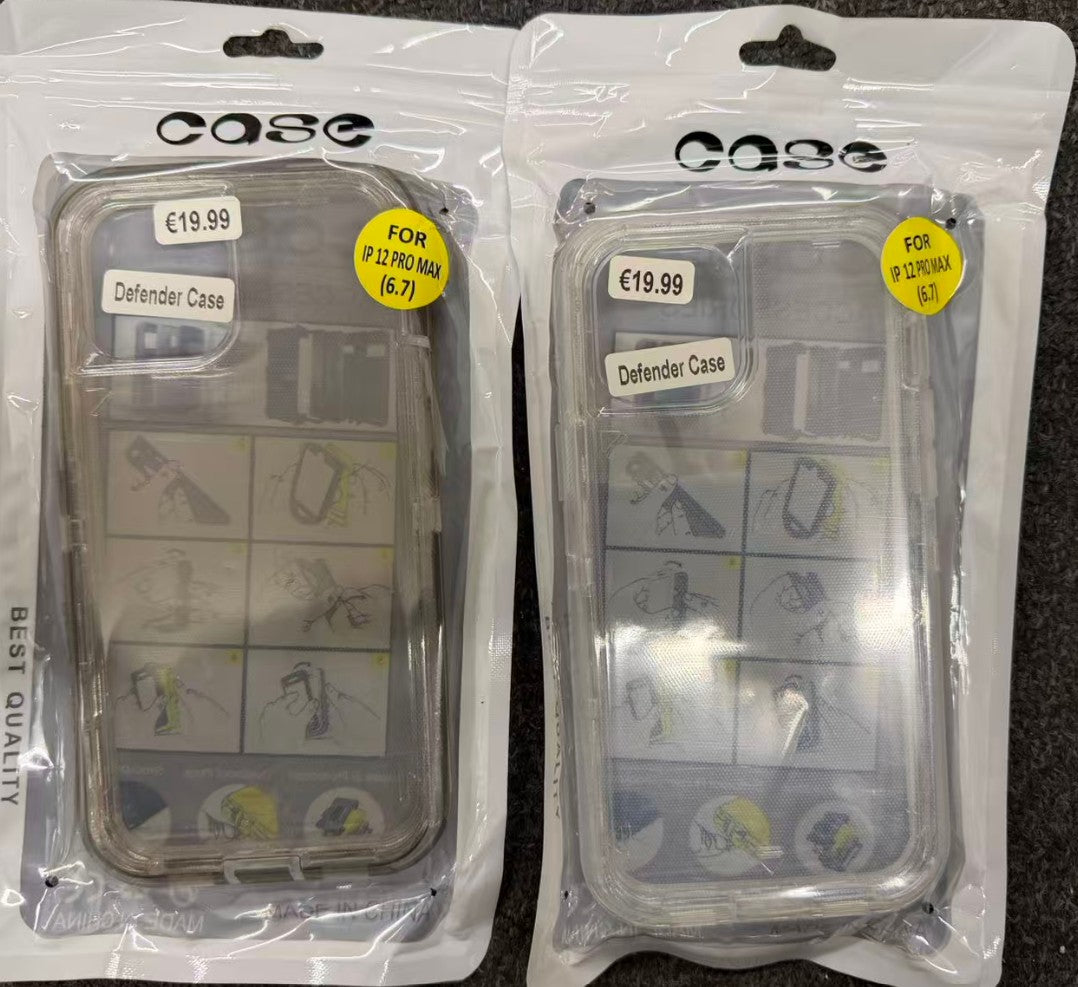 case
€19.99
FOR
IP 12 PRO MAX
(6.7)
Defender Case
BEST QUALITY
MADE IN CHINA
MADE IN CHINA
case
€19.99
FOR
IP 12 PRO MAX
(6.7)
Defender Case